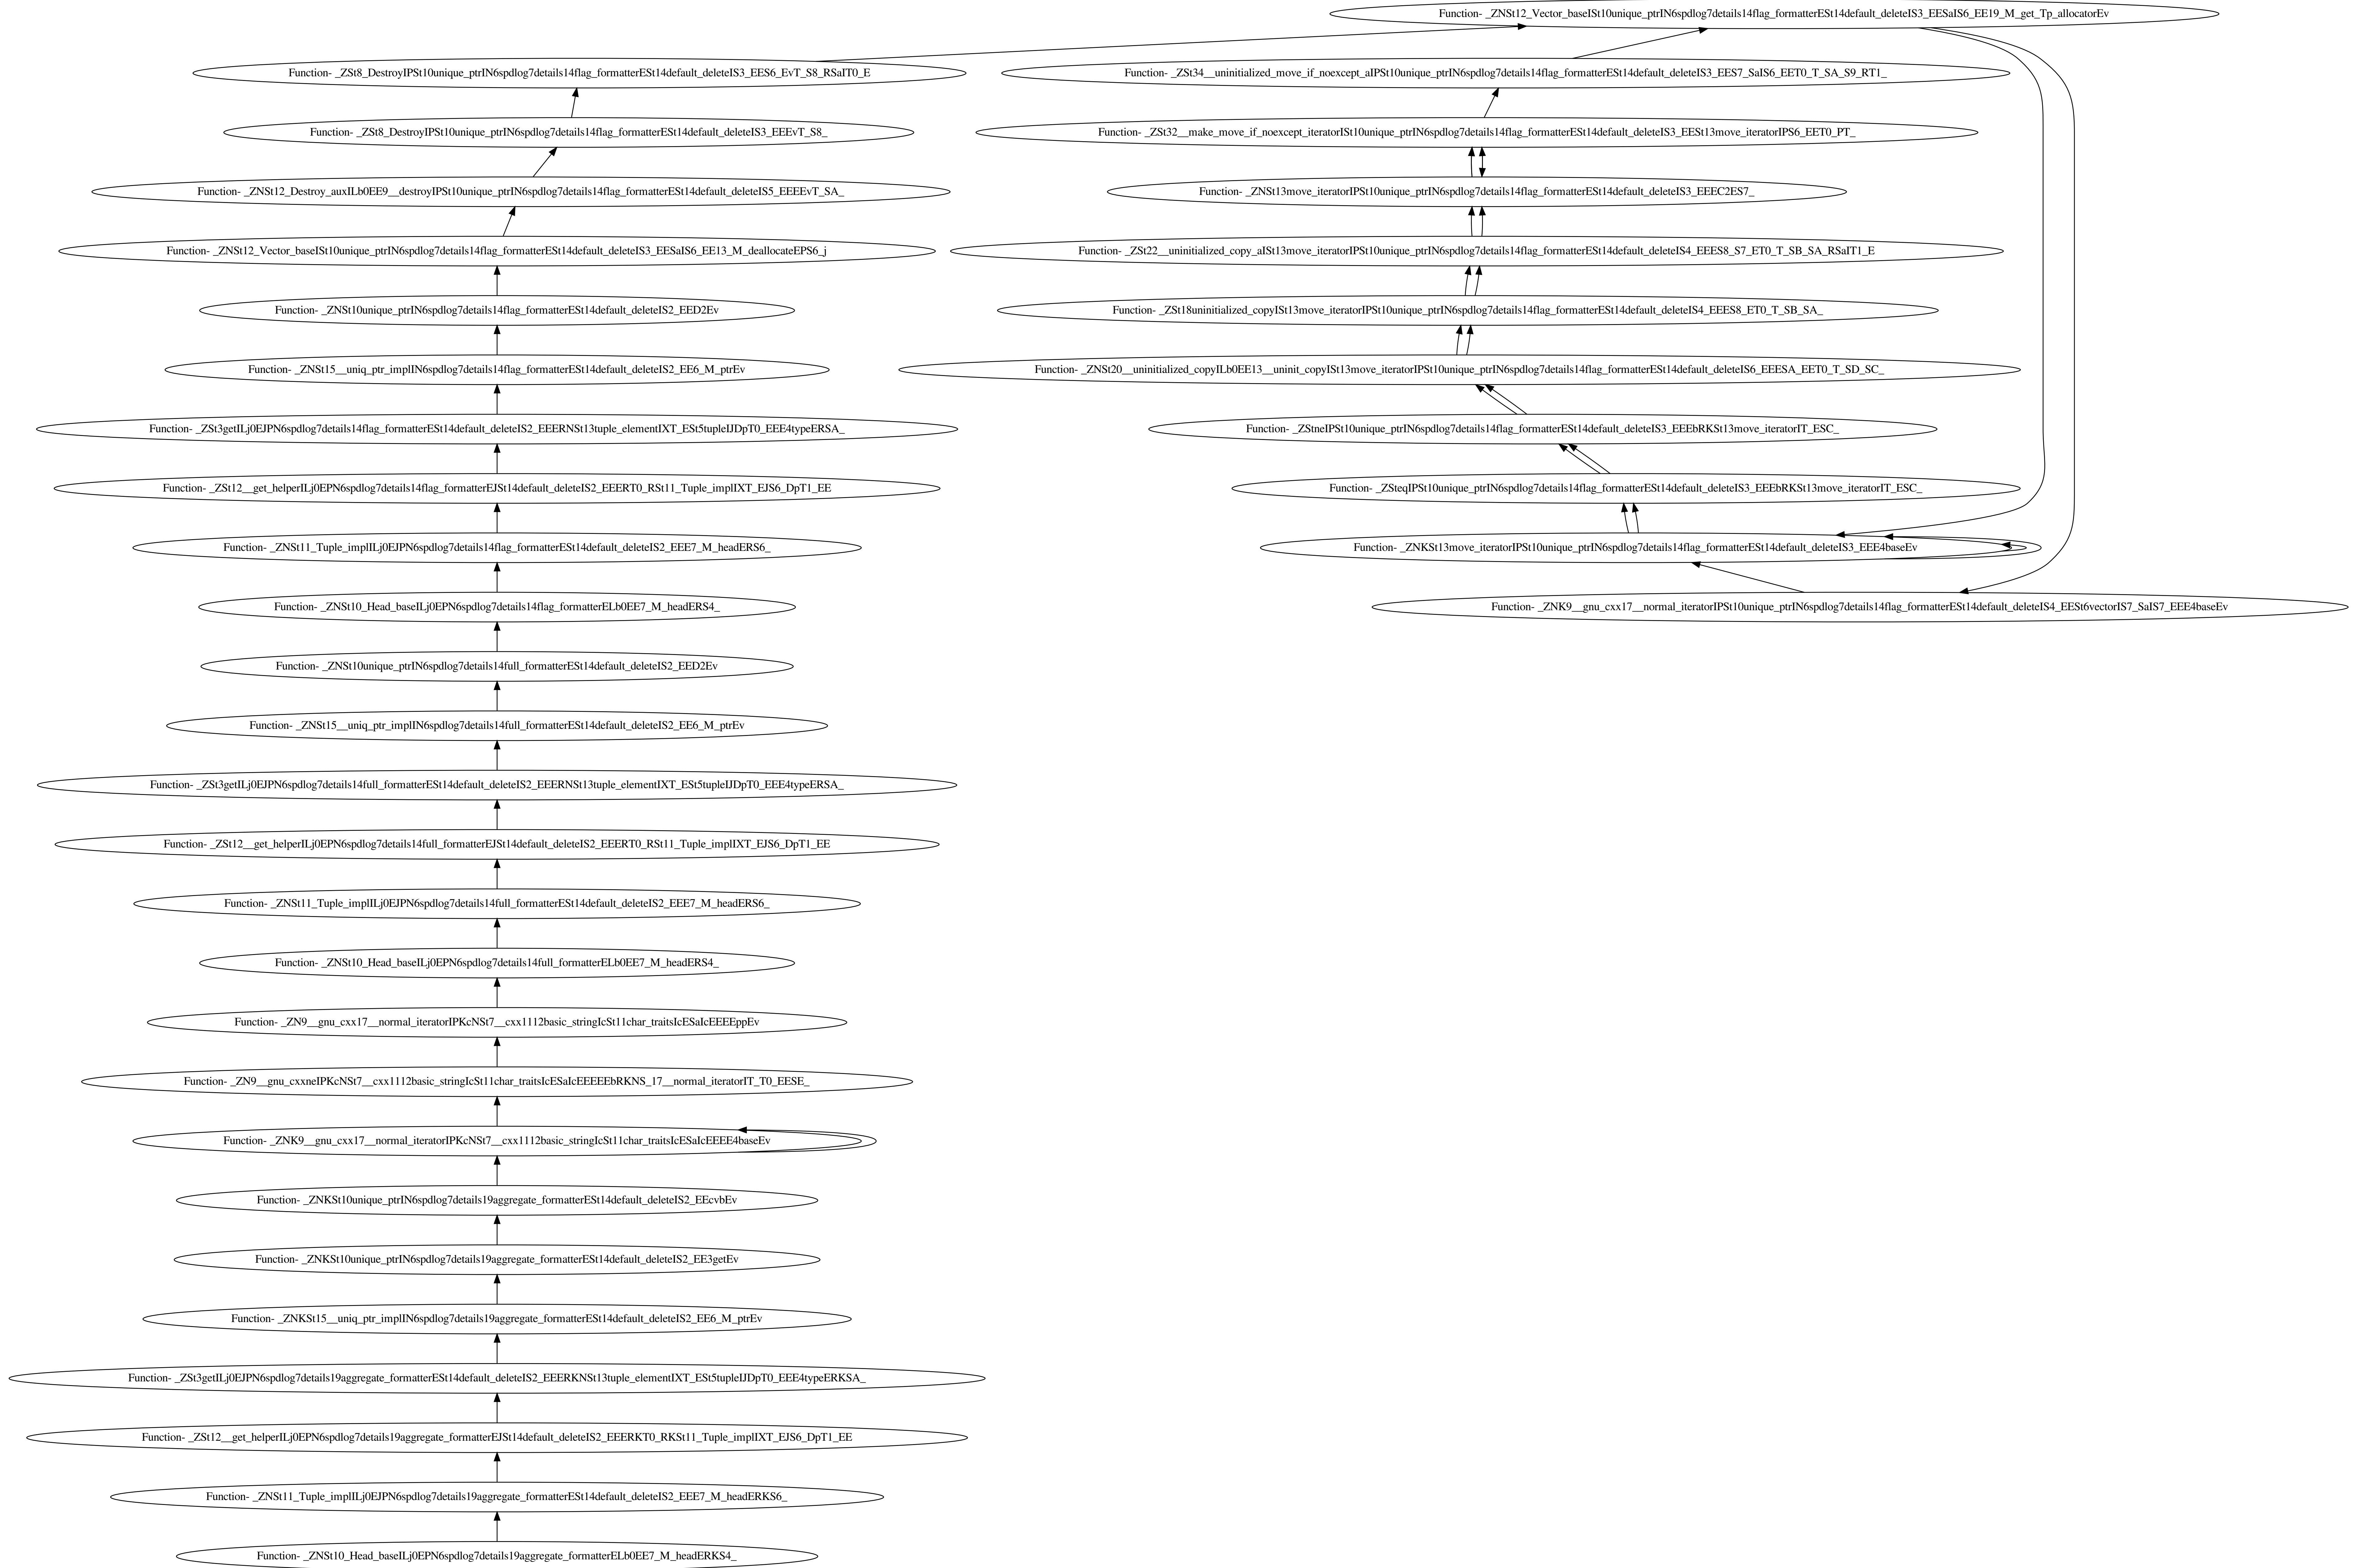 Function- _ZNSt12_Vector_baseISt10unique_ptrIN6spdlog7details14flag_formatterESt14default_deleteIS3_EESaIS6_EE19_M_get_Tp_allocatorEv
Function- _ZSt8_DestroyIPSt10unique_ptrIN6spdlog7details14flag_formatterESt14default_deleteIS3_EES6_EvT_S8_RSaIT0_E
Function- _ZSt34__uninitialized_move_if_noexcept_aIPSt10unique_ptrIN6spdlog7details14flag_formatterESt14default_deleteIS3_EES7_SaIS6_EET0_T_SA_S9_RT1_
Function- _ZSt8_DestroyIPSt10unique_ptrIN6spdlog7details14flag_formatterESt14default_deleteIS3_EEEvT_S8_
Function- _ZSt32__make_move_if_noexcept_iteratorISt10unique_ptrIN6spdlog7details14flag_formatterESt14default_deleteIS3_EESt13move_iteratorIPS6_EET0_PT_
Function- _ZNSt12_Destroy_auxILb0EE9__destroyIPSt10unique_ptrIN6spdlog7details14flag_formatterESt14default_deleteIS5_EEEEvT_SA_
Function- _ZNSt13move_iteratorIPSt10unique_ptrIN6spdlog7details14flag_formatterESt14default_deleteIS3_EEEC2ES7_
Function- _ZNSt12_Vector_baseISt10unique_ptrIN6spdlog7details14flag_formatterESt14default_deleteIS3_EESaIS6_EE13_M_deallocateEPS6_j
Function- _ZSt22__uninitialized_copy_aISt13move_iteratorIPSt10unique_ptrIN6spdlog7details14flag_formatterESt14default_deleteIS4_EEES8_S7_ET0_T_SB_SA_RSaIT1_E
Function- _ZNSt10unique_ptrIN6spdlog7details14flag_formatterESt14default_deleteIS2_EED2Ev
Function- _ZSt18uninitialized_copyISt13move_iteratorIPSt10unique_ptrIN6spdlog7details14flag_formatterESt14default_deleteIS4_EEES8_ET0_T_SB_SA_
Function- _ZNSt15__uniq_ptr_implIN6spdlog7details14flag_formatterESt14default_deleteIS2_EE6_M_ptrEv
Function- _ZNSt20__uninitialized_copyILb0EE13__uninit_copyISt13move_iteratorIPSt10unique_ptrIN6spdlog7details14flag_formatterESt14default_deleteIS6_EEESA_EET0_T_SD_SC_
Function- _ZSt3getILj0EJPN6spdlog7details14flag_formatterESt14default_deleteIS2_EEERNSt13tuple_elementIXT_ESt5tupleIJDpT0_EEE4typeERSA_
Function- _ZStneIPSt10unique_ptrIN6spdlog7details14flag_formatterESt14default_deleteIS3_EEEbRKSt13move_iteratorIT_ESC_
Function- _ZSt12__get_helperILj0EPN6spdlog7details14flag_formatterEJSt14default_deleteIS2_EEERT0_RSt11_Tuple_implIXT_EJS6_DpT1_EE
Function- _ZSteqIPSt10unique_ptrIN6spdlog7details14flag_formatterESt14default_deleteIS3_EEEbRKSt13move_iteratorIT_ESC_
Function- _ZNSt11_Tuple_implILj0EJPN6spdlog7details14flag_formatterESt14default_deleteIS2_EEE7_M_headERS6_
Function- _ZNKSt13move_iteratorIPSt10unique_ptrIN6spdlog7details14flag_formatterESt14default_deleteIS3_EEE4baseEv
Function- _ZNSt10_Head_baseILj0EPN6spdlog7details14flag_formatterELb0EE7_M_headERS4_
Function- _ZNK9__gnu_cxx17__normal_iteratorIPSt10unique_ptrIN6spdlog7details14flag_formatterESt14default_deleteIS4_EESt6vectorIS7_SaIS7_EEE4baseEv
Function- _ZNSt10unique_ptrIN6spdlog7details14full_formatterESt14default_deleteIS2_EED2Ev
Function- _ZNSt15__uniq_ptr_implIN6spdlog7details14full_formatterESt14default_deleteIS2_EE6_M_ptrEv
Function- _ZSt3getILj0EJPN6spdlog7details14full_formatterESt14default_deleteIS2_EEERNSt13tuple_elementIXT_ESt5tupleIJDpT0_EEE4typeERSA_
Function- _ZSt12__get_helperILj0EPN6spdlog7details14full_formatterEJSt14default_deleteIS2_EEERT0_RSt11_Tuple_implIXT_EJS6_DpT1_EE
Function- _ZNSt11_Tuple_implILj0EJPN6spdlog7details14full_formatterESt14default_deleteIS2_EEE7_M_headERS6_
Function- _ZNSt10_Head_baseILj0EPN6spdlog7details14full_formatterELb0EE7_M_headERS4_
Function- _ZN9__gnu_cxx17__normal_iteratorIPKcNSt7__cxx1112basic_stringIcSt11char_traitsIcESaIcEEEEppEv
Function- _ZN9__gnu_cxxneIPKcNSt7__cxx1112basic_stringIcSt11char_traitsIcESaIcEEEEEbRKNS_17__normal_iteratorIT_T0_EESE_
Function- _ZNK9__gnu_cxx17__normal_iteratorIPKcNSt7__cxx1112basic_stringIcSt11char_traitsIcESaIcEEEE4baseEv
Function- _ZNKSt10unique_ptrIN6spdlog7details19aggregate_formatterESt14default_deleteIS2_EEcvbEv
Function- _ZNKSt10unique_ptrIN6spdlog7details19aggregate_formatterESt14default_deleteIS2_EE3getEv
Function- _ZNKSt15__uniq_ptr_implIN6spdlog7details19aggregate_formatterESt14default_deleteIS2_EE6_M_ptrEv
Function- _ZSt3getILj0EJPN6spdlog7details19aggregate_formatterESt14default_deleteIS2_EEERKNSt13tuple_elementIXT_ESt5tupleIJDpT0_EEE4typeERKSA_
Function- _ZSt12__get_helperILj0EPN6spdlog7details19aggregate_formatterEJSt14default_deleteIS2_EEERKT0_RKSt11_Tuple_implIXT_EJS6_DpT1_EE
Function- _ZNSt11_Tuple_implILj0EJPN6spdlog7details19aggregate_formatterESt14default_deleteIS2_EEE7_M_headERKS6_
Function- _ZNSt10_Head_baseILj0EPN6spdlog7details19aggregate_formatterELb0EE7_M_headERKS4_